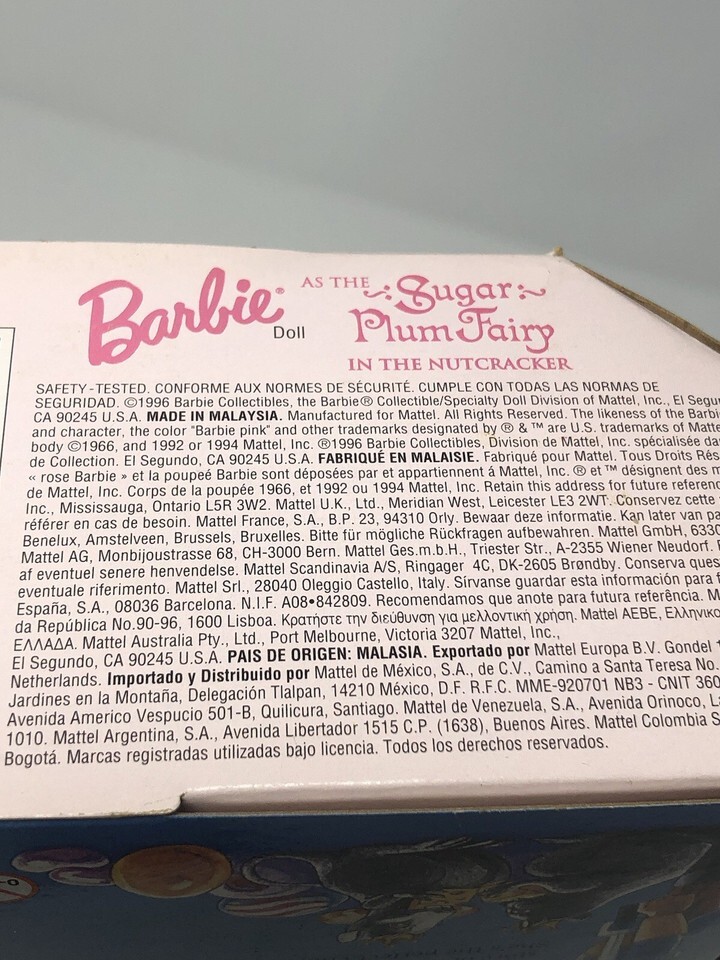 Barbie® Doll AS THE Sugar Plum Fairy
IN THE NUTCRACKER
SAFETY-TESTED. CONFORME AUX NORMES DE SÉCURITÉ. CUMPLE CON TODAS LAS NORMAS DE
SEGURIDAD. ©1996 Barbie Collectibles, the Barbie® Collectible/Specialty Doll Division of Mattel, Inc., El Segu
CA 90245 U.S.A. MADE IN MALAYSIA. Manufactured for Mattel. All Rights Reserved. The likeness of the Barbi
and character, the color "Barbie pink" and other trademarks designated by ® & ™ are U.S. trademarks of Matte
body ©1966, and 1992 or 1994 Mattel, Inc. ®1996 Barbie Collectibles, Division de Mattel, Inc. spécialisée da
de Collection. El Segundo, CA 90245 U.S.A. FABRIQUÉ EN MALAISIE. Fabriqué pour Mattel. Tous Droits Rés
« rose Barbie » et la poupeé Barbie sont déposées par et appartiennent á Mattel, Inc. ® et ™ désignent des m
de Mattel, Inc. Corps de la poupée 1966, et 1992 ou 1994 Mattel, Inc. Retain this address for future referenc
Inc., Mississauga, Ontario L5R 3W2. Mattel U.K., Ltd., Meridian West, Leicester LE3 2WT. Conservez cette
référer en cas de besoin. Mattel France, S.A., B.P. 23, 94310 Orly. Bewaar deze informatie. Kan later van pa
Benelux, Amstelveen, Brussels, Bruxelles. Bitte für mögliche Rückfragen aufbewahren. Mattel GmbH, 6330
Mattel AG, Monbijoustrasse 68, CH-3000 Bern. Mattel Ges.m.b.H., Triester Str., A-2355 Wiener Neudorf.
af eventuel senere henvendelse. Mattel Scandinavia A/S, Ringager 4C, DK-2605 Brøndby. Conserva ques
eventuale riferimento. Mattel Srl., 28040 Oleggio Castello, Italy. Sírvanse guardar esta información para f
España, S.A., 08036 Barcelona. N.I.F. A08•842809. Recomendamos que anote para futura referência. M
da República No.90-96, 1600 Lisboa. Κρατήστε την διεύθυνση για μελλοντική χρήση. Mattel AEBE, Ελληνικο
ΕΛΛΑΔΑ. Mattel Australia Pty., Ltd., Port Melbourne, Victoria 3207 Mattel, Inc.,
El Segundo, CA 90245 U.S.A. PAIS DE ORIGEN: MALASIA. Exportado por Mattel Europa B.V. Gondel
Netherlands. Importado y Distribuido por Mattel de México, S.A., de C.V., Camino a Santa Teresa No.
Jardines en la Montaña, Delegación Tlalpan, 14210 México, D.F. R.F.C. MME-920701 NB3 - CNIT 360
Avenida Americo Vespucio 501-B, Quilicura, Santiago. Mattel de Venezuela, S.A., Avenida Orinoco, La
1010. Mattel Argentina, S.A., Avenida Libertador 1515 C.P. (1638), Buenos Aires. Mattel Colombia S
Bogotá. Marcas registradas utilizadas bajo licencia. Todos los derechos reservados.